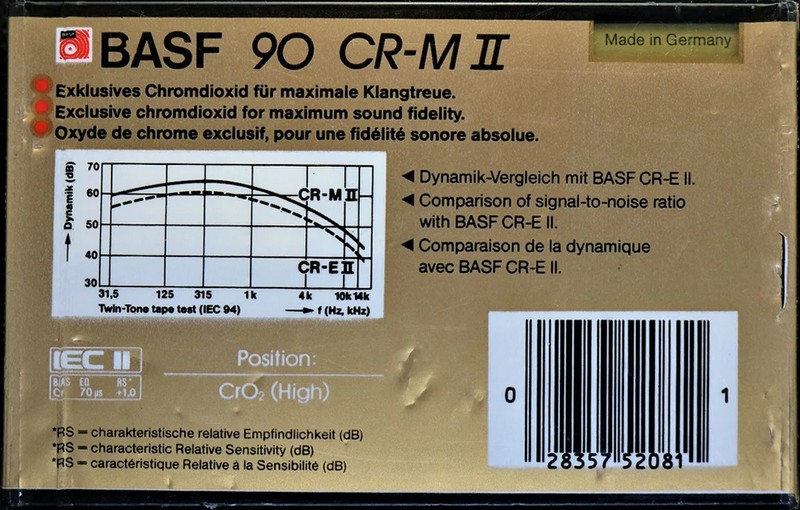 BASF 90 CR-M II
Made in Germany
Exklusives Chromdioxid für maximale Klangtreue.
Exclusive chromdioxid for maximum sound fidelity.
Oxyde de chrome exclusif, pour une fidélité sonore absolue.
Dynamik (dB)
70
60
50
40
30
CR-M II
CR-E II
31,5 125 315 1k 4k 10k 14k
Twin-Tone tape test (IEC 94) f (Hz, kHz)
◄ Dynamik-Vergleich mit BASF CR-E II.
◄ Comparison of signal-to-noise ratio
with BASF CR-E II.
◄ Comparaison de la dynamique
avec BASF CR-E II.
IEC II
BIAS EQ RS*
Cr 70 µs +1,0
Position:
CrO₂ (High)
*RS = charakteristische relative Empfindlichkeit (dB)
*RS = characteristic Relative Sensitivity (dB)
*RS = caractéristique Relative á la Sensibilité (dB)
0 28357 52081 1